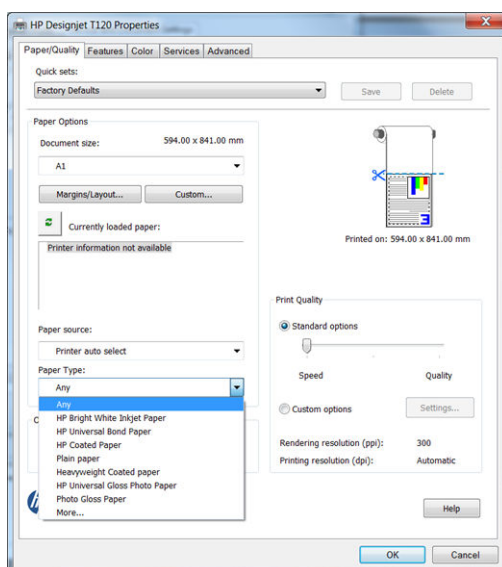 HP Designjet T120 Properties
Paper/Quality Features Color Services Advanced
Quick sets:
Factory Defaults
Save Delete
Paper Options
Document size: 594.00 x 841.00 mm
A1
Margins/Layout... Custom...
Currently loaded paper:
Printer information not available
Printed on: 594.00 x 841.00 mm
Paper source:
Printer auto select
Paper Type:
Any
Any
HP Bright White Inkjet Paper
HP Universal Bond Paper
HP Coated Paper
Plain paper
Heavyweight Coated paper
HP Universal Gloss Photo Paper
Photo Gloss Paper
More...
Print Quality
Standard options
Speed Quality
Custom options Settings...
Rendering resolution (ppi): 300
Printing resolution (dpi): Automatic
Help
OK Cancel